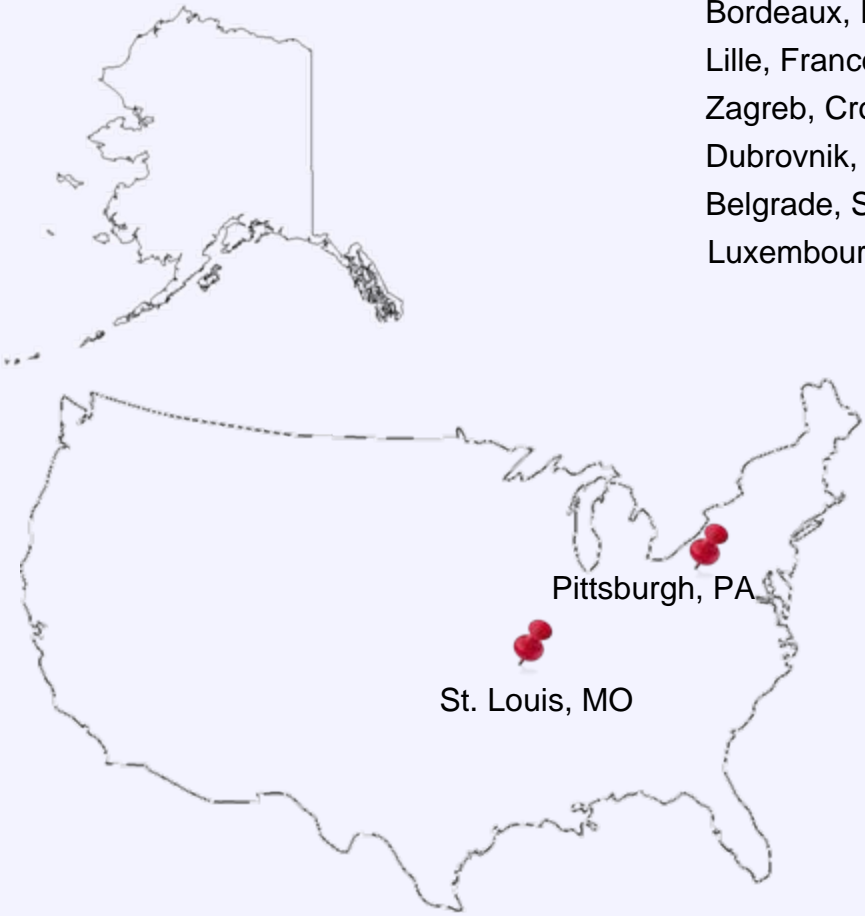 Bordeaux,
Lille,
Zagreb,
Dubrovnik,
Belgrade,
Pittsburgh, PA
St. Louis, MO